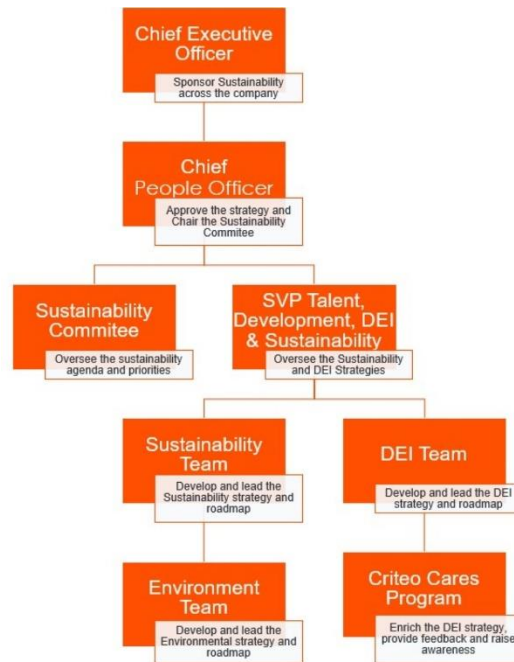 Chief Executive
Officer
Sponsor Sustainability
across the company
Chief
People Officer
Approve the strategy and
Chair the Sustainability
Commitee
Sustainability
Commitee
Oversee the sustainability
agenda and priorities
SVP Talent,
Development, DEI
& Sustainability
Oversee the Sustainability
and DEI Strategies
Sustainability
Team
Develop and lead the
Sustainability strategy and
roadmap
DEI Team
Develop and lead the DEI
strategy and roadmap
Environment
Team
Develop and lead the
Environmental strategy and
roadmap
Criteo Cares
Program
Enrich the DEI strategy,
provide feedback and raise
awareness